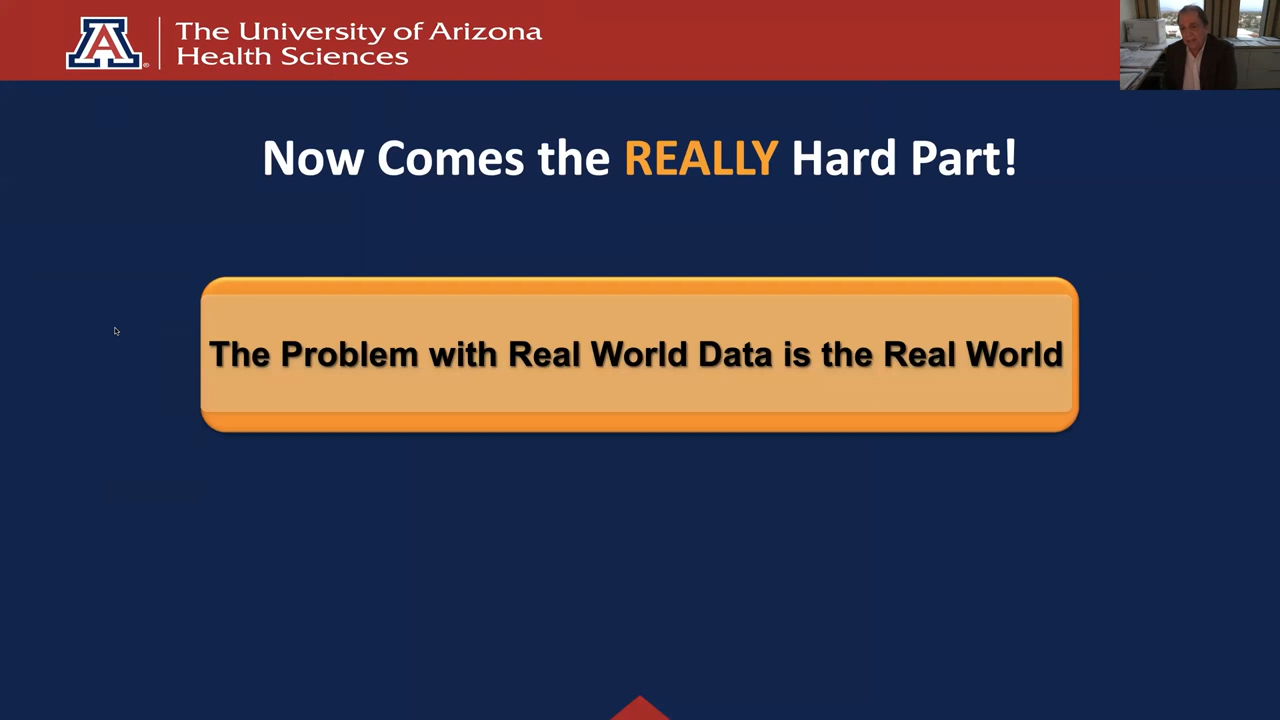 The University of Arizona
Health Sciences
Now Comes the REALLY Hard Part!
The Problem with Real World Data is the Real World